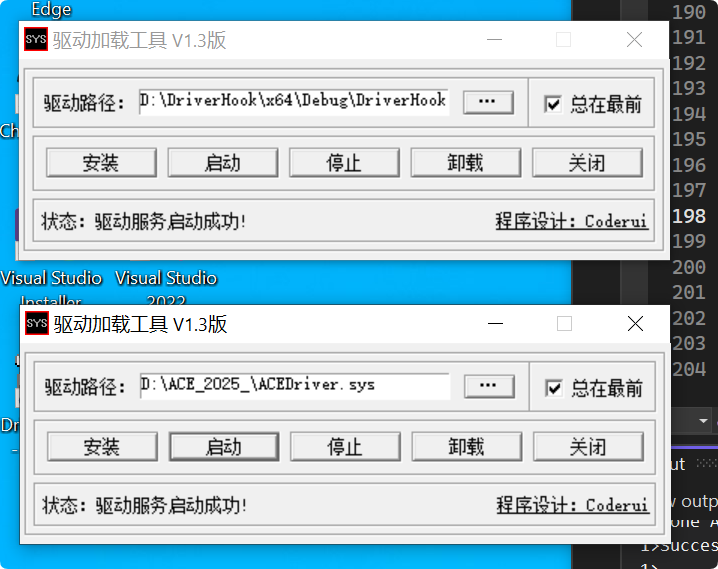 Edge
190
SYS 驱动加载工具 V1.3版
191
192
驱动路径： D:\DriverHook\x64\Debug\DriverHook ... 总在最前
193
194
195
安装 启动 停止 卸载 关闭
196
197
198
状态：驱动服务启动成功! 程序设计：Coderui
199
200
Visual Studio Visual Studio
Installer 2022
201
SYS 驱动加载工具 V1.3版
202
203
204
驱动路径： D:\ACE_2025_\ACEDriver.sys ... 总在最前
安装 启动 停止 卸载 关闭
状态：驱动服务启动成功! 程序设计：Coderui